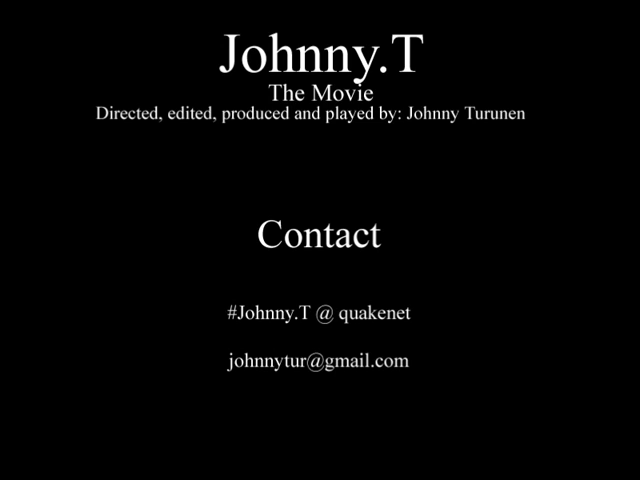 Johnny.T
The Movie
Directed, edited, produced and played by: Johnny Turunen
Contact
#Johnny.T @ quakenet
johnnytur@gmail.com